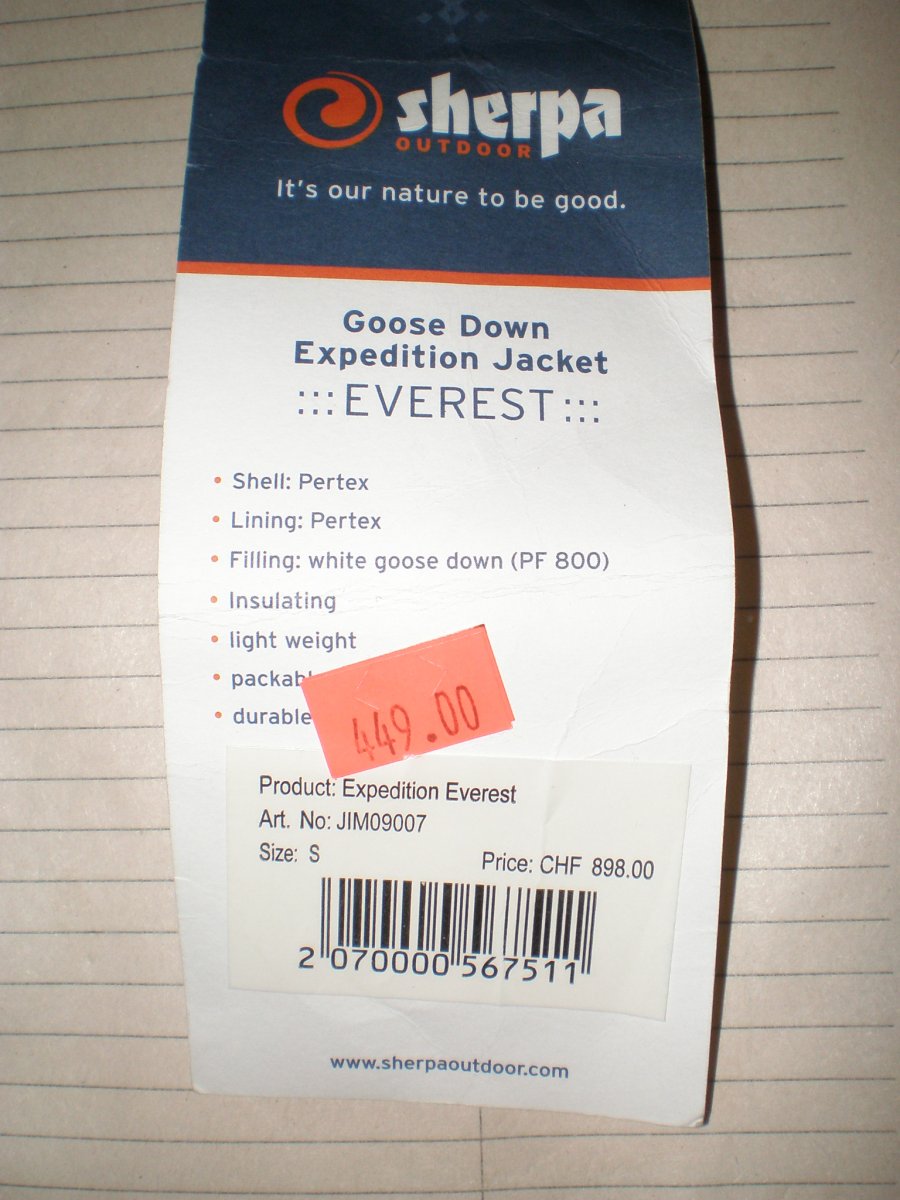 sherpa
OUTDOOR
It's our nature to be good.
Goose Down
Expedition Jacket
:::EVEREST:::
• Shell: Pertex
• Lining: Pertex
• Filling: white goose down (PF 800)
• Insulating
• light weight
• packabl
• durable
449.00
Product: Expedition Everest
Art. No: JIM09007
Size: S
Price: CHF 898.00
2 070000 567511
www.sherpaoutdoor.com